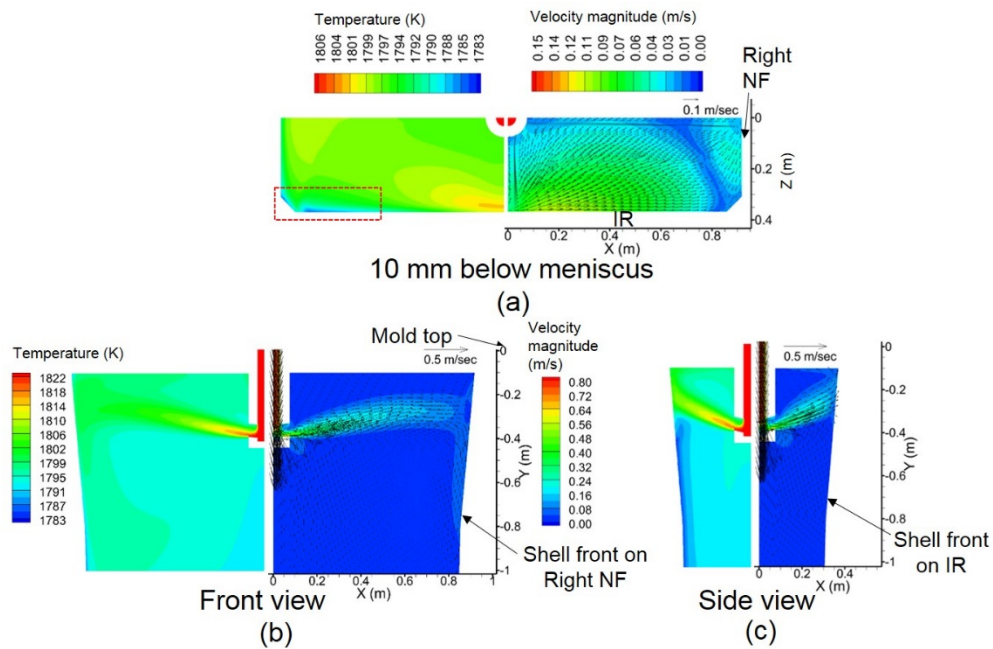 Temperature (K)
1806
1804
1801
1799
1797
1794
1792
1790
1788
1785
1783
Velocity magnitude (m/s)
0.15
0.14
0.12
0.11
0.09
0.07
0.06
0.04
0.03
0.01
0.00
Right
NF
0.1 m/sec
0
0.2
0.4
Z (m)
IR
0 0.2 0.4 0.6 0.8
X (m)
10 mm below meniscus
(a)
Mold top
Temperature (K)
1822
1818
1814
1810
1806
1802
1799
1795
1791
1787
1783
0.5 m/sec
0
0.2
0.4
0.6
0.8
1
Y (m)
0 0.2 0.4 0.6 0.8 1
X (m)
Shell front on
Right NF
Front view
(b)
Velocity
magnitude
(m/s)
0.80
0.72
0.64
0.56
0.48
0.40
0.32
0.24
0.16
0.08
0.00
0.5 m/sec
0
0.2
0.4
0.6
0.8
1
Y (m)
0 0.2 0.4
X (m)
Shell front
on IR
Side view
(c)